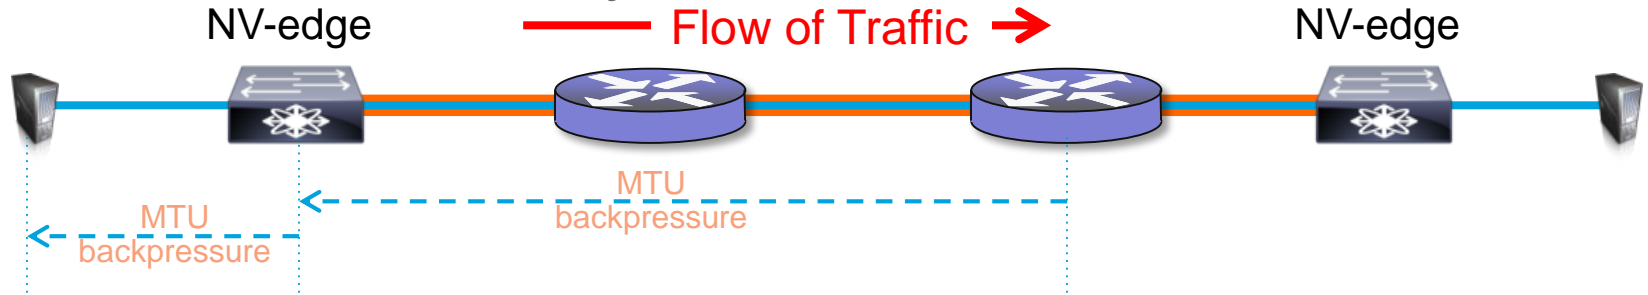 NV-edge
Flow of Traffic
NV-edge
MTU
backpressure
MTU
backpressure